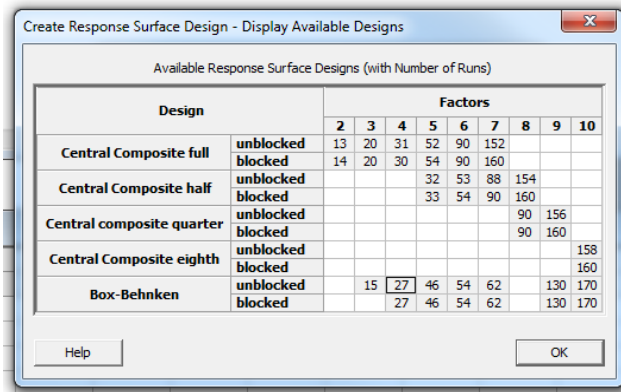 Create Response Surface Design - Display Available Designs
Available Response Surface Designs (with Number of Runs)
Design Factors
2 3 4 5 6 7 8 9 10
Central Composite full unblocked 13 20 31 52 90 152
blocked 14 20 30 54 90 160
Central Composite half unblocked 32 53 88 154
blocked 33 54 90 160
Central composite quarter unblocked 90 156
blocked 90 160
Central Composite eighth unblocked 158
blocked 160
Box-Behnken unblocked 15 27 46 54 62 130 170
blocked 27 46 54 62 130 170
Help OK